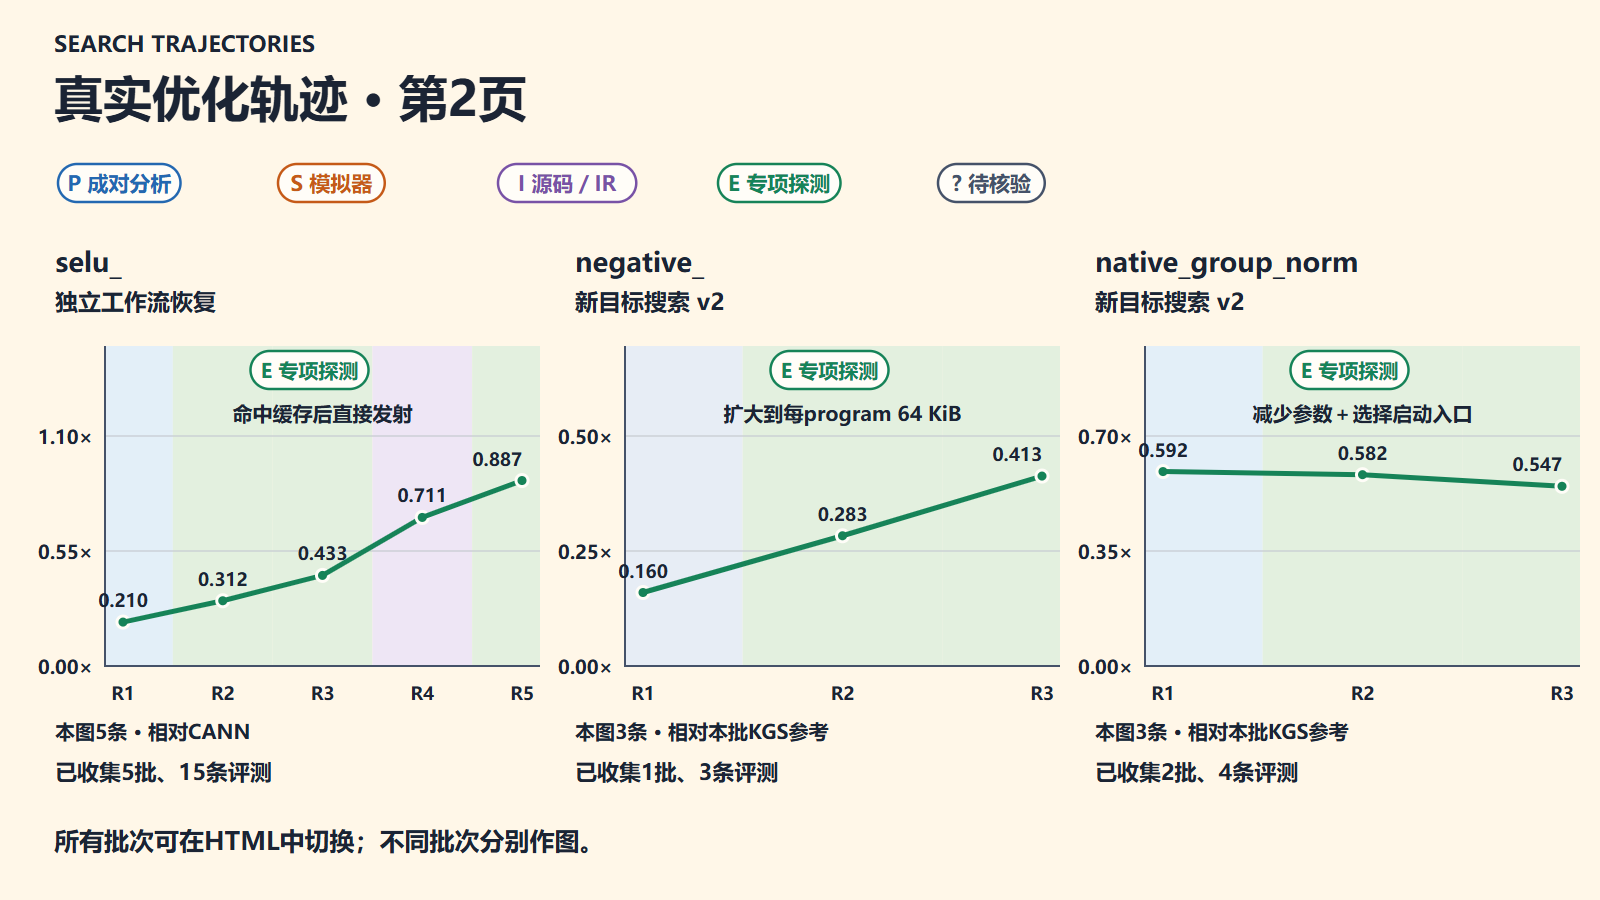 SEARCH TRAJECTORIES
真实优化轨迹 · 第2页
P 成对分析
S 模拟器
I 源码 / IR
E 专项探测
? 待核验
selu_
独立工作流恢复
E 专项探测
命中缓存后直接发射
1.10×
0.55×
0.00×
0.210
0.312
0.433
0.711
0.887
R1 R2 R3 R4 R5
本图5条 · 相对CANN
已收集5批、15条评测
negative_
新目标搜索 v2
E 专项探测
扩大到每program 64 KiB
0.50×
0.25×
0.00×
0.160
0.283
0.413
R1 R2 R3
本图3条 · 相对本批KGS参考
已收集1批、3条评测
native_group_norm
新目标搜索 v2
E 专项探测
减少参数 + 选择启动入口
0.70×
0.35×
0.00×
0.592
0.582
0.547
R1 R2 R3
本图3条 · 相对本批KGS参考
已收集2批、4条评测
所有批次可在HTML中切换；不同批次分别作图。